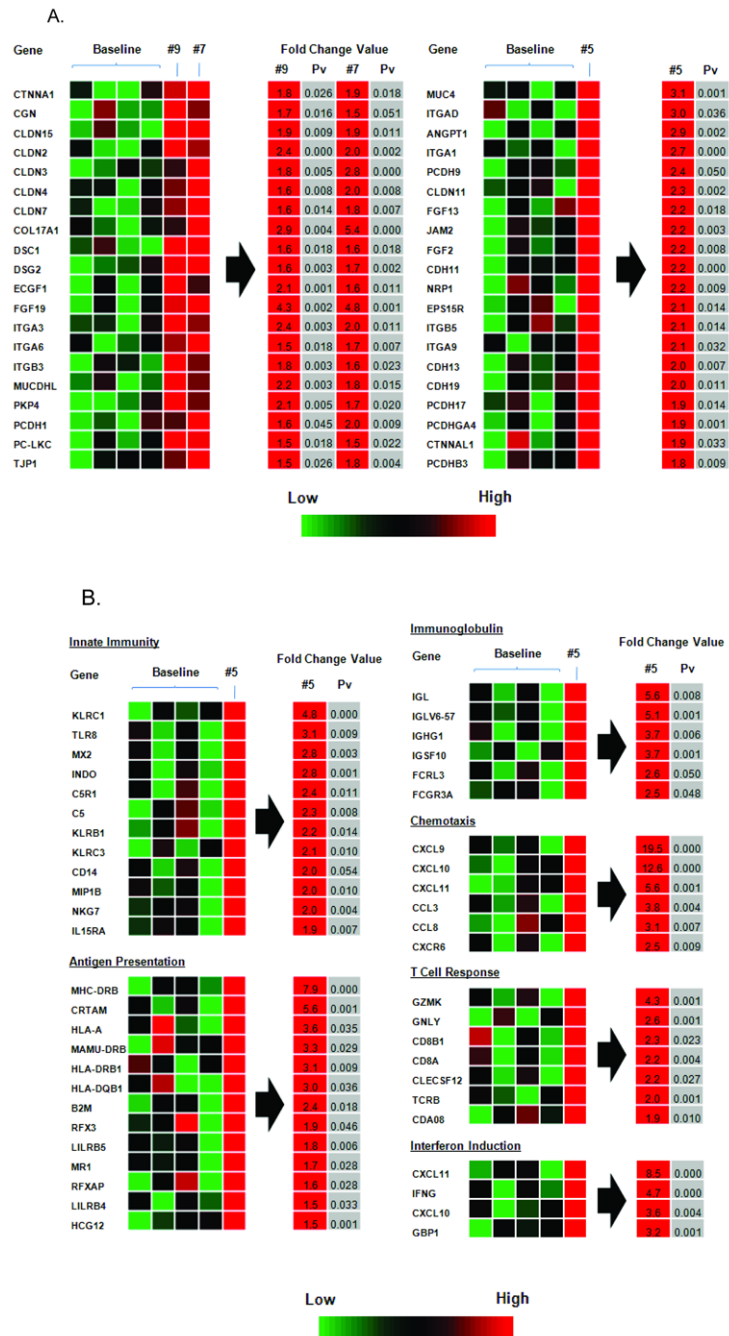 A.
Gene Baseline #9 #7 Fold Change Value
#9 Pv #7 Pv
CTNNA1 1.8 0.026 1.9 0.018
CGN 1.7 0.016 1.5 0.051
CLDN15 1.9 0.009 1.9 0.011
CLDN2 2.4 0.000 2.0 0.002
CLDN3 1.8 0.005 2.8 0.000
CLDN4 1.6 0.008 2.0 0.008
CLDN7 1.6 0.014 1.8 0.007
COL17A1 2.9 0.004 5.4 0.000
DSC1 1.6 0.018 1.6 0.018
DSG2 1.6 0.003 1.7 0.002
ECGF1 2.1 0.001 1.6 0.011
FGF19 4.3 0.002 4.8 0.001
ITGA3 2.4 0.003 2.0 0.011
ITGA6 1.5 0.018 1.7 0.007
ITGB3 1.8 0.003 1.6 0.023
MUCDHL 2.2 0.003 1.8 0.015
PKP4 2.1 0.005 1.7 0.020
PCDH1 1.6 0.045 2.0 0.009
PC-LKC 1.5 0.018 1.5 0.022
TJP1 1.5 0.026 1.8 0.004
Gene Baseline #5 Fold Change Value
#5 Pv
MUC4 3.1 0.001
ITGAD 3.0 0.036
ANGPT1 2.9 0.002
ITGA1 2.7 0.000
PCDH9 2.4 0.050
CLDN11 2.3 0.002
FGF13 2.2 0.018
JAM2 2.2 0.003
FGF2 2.2 0.008
CDH11 2.2 0.000
NRP1 2.2 0.009
EPS15R 2.1 0.014
ITGB5 2.1 0.014
ITGA9 2.1 0.032
CDH13 2.0 0.007
CDH19 2.0 0.011
PCDH17 1.9 0.014
PCDHGA4 1.9 0.001
CTNNAL1 1.9 0.033
PCDHB3 1.8 0.009
Low High
B.
Innate Immunity
Gene Baseline #5 Fold Change Value
#5 Pv
KLRC1 4.8 0.000
TLR8 3.1 0.009
MX2 2.8 0.003
INDO 2.8 0.001
C5R1 2.4 0.011
C5 2.3 0.008
KLRB1 2.2 0.014
KLRC3 2.1 0.010
CD14 2.0 0.054
MIP1B 2.0 0.010
NKG7 2.0 0.004
IL15RA 1.9 0.007
Antigen Presentation
MHC-DRB 7.9 0.000
CRTAM 5.6 0.001
HLA-A 3.6 0.035
MAMU-DRB 3.3 0.029
HLA-DRB1 3.1 0.009
HLA-DQB1 3.0 0.036
B2M 2.4 0.018
RFX3 1.9 0.046
LILRB5 1.8 0.006
MR1 1.7 0.028
RFXAP 1.6 0.028
LILRB4 1.5 0.033
HCG12 1.5 0.001
Immunoglobulin
Gene Baseline #5 Fold Change Value
#5 Pv
IGL 5.6 0.008
IGLV6-57 5.1 0.001
IGHG1 3.7 0.006
IGSF10 3.7 0.001
FCRL3 2.6 0.050
FCGR3A 2.5 0.048
Chemotaxis
CXCL9 19.5 0.000
CXCL10 12.6 0.000
CXCL11 5.6 0.001
CCL3 3.8 0.004
CCL8 3.1 0.007
CXCR6 2.5 0.009
T Cell Response
GZMK 4.3 0.001
GNLY 2.6 0.001
CD8B1 2.3 0.023
CD8A 2.2 0.004
CLECSF12 2.2 0.027
TCRB 2.0 0.001
CDA08 1.9 0.010
Interferon Induction
CXCL11 8.5 0.000
IFNG 4.7 0.000
CXCL10 3.6 0.004
GBP1 3.2 0.001
Low High